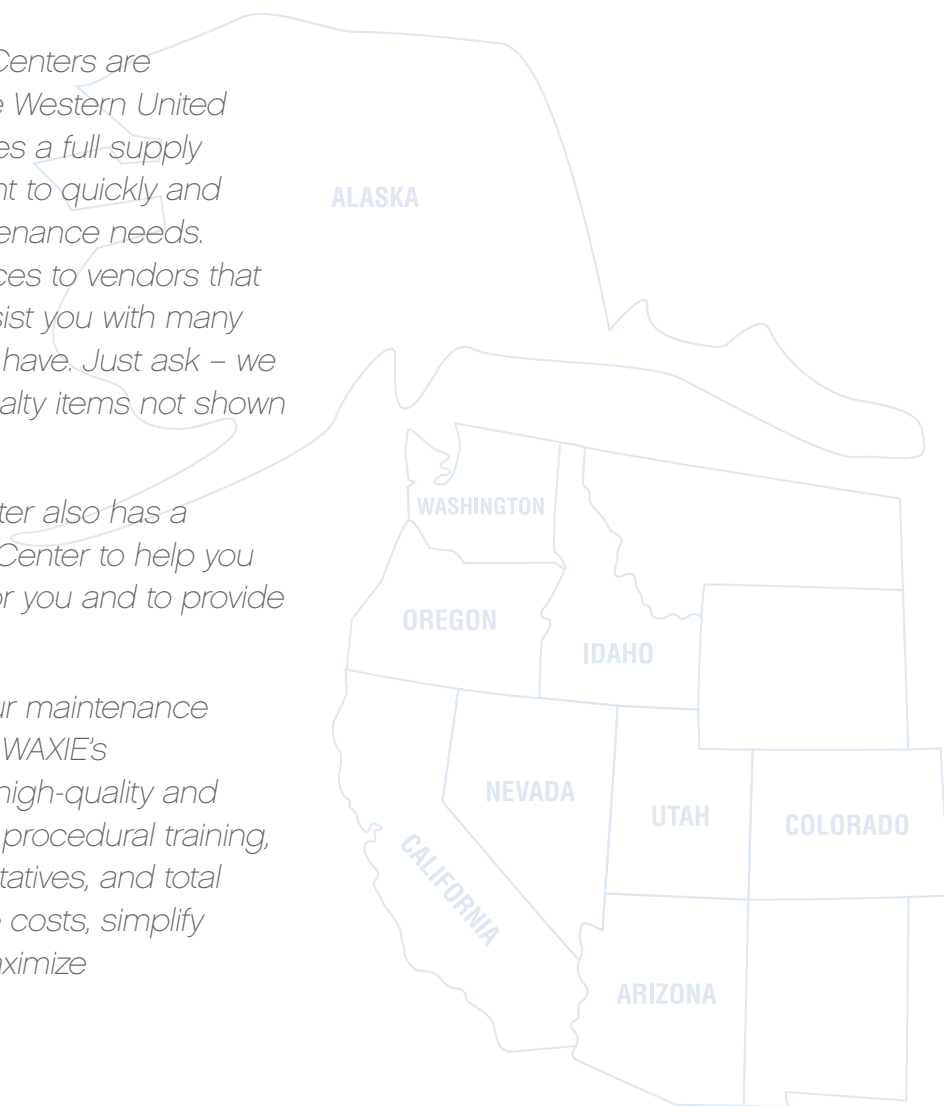 Centers are
e Western United
es a full supply
nt to quickly and
tenance needs.
ces to vendors that
sist you with many
have. Just ask – we
alty items not shown
ter also has a
Center to help you
or you and to provide
ur maintenance
WAXIE's
high-quality and
procedural training,
tatives, and total
e costs, simplify
aximize
ALASKA
WASHINGTON
OREGON
IDAHO
NEVADA
UTAH
COLORADO
CALIFORNIA
ARIZONA